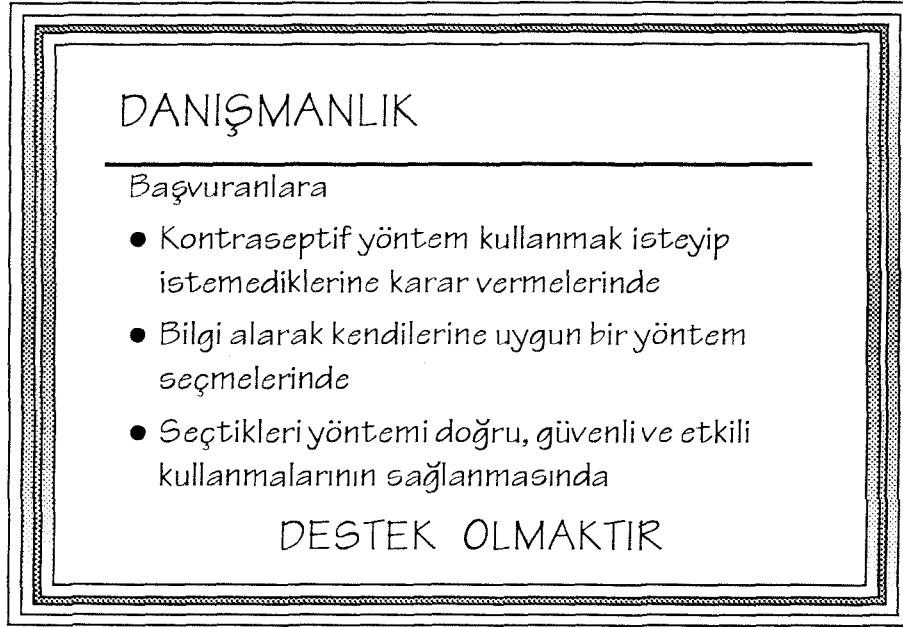 DANIŞMANLIK
Başvuranlara
● Kontraseptif yöntem kullanmak isteyip
istemediklerine karar vermelerinde
● Bilgi alarak kendilerine uygun bir yöntem
seçmelerinde
● Seçtikleri yöntemi doğru, güvenli ve etkili
kullanmalarının sağlanmasında
DESTEK OLMAKTIR